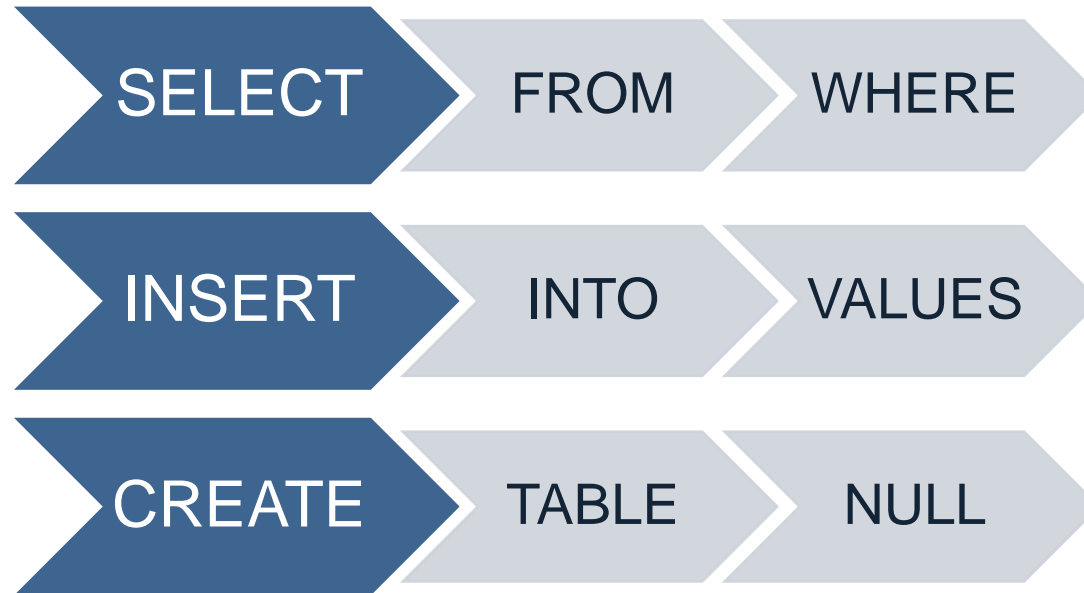 SELECT FROM WHERE
INSERT INTO VALUES
CREATE TABLE NULL